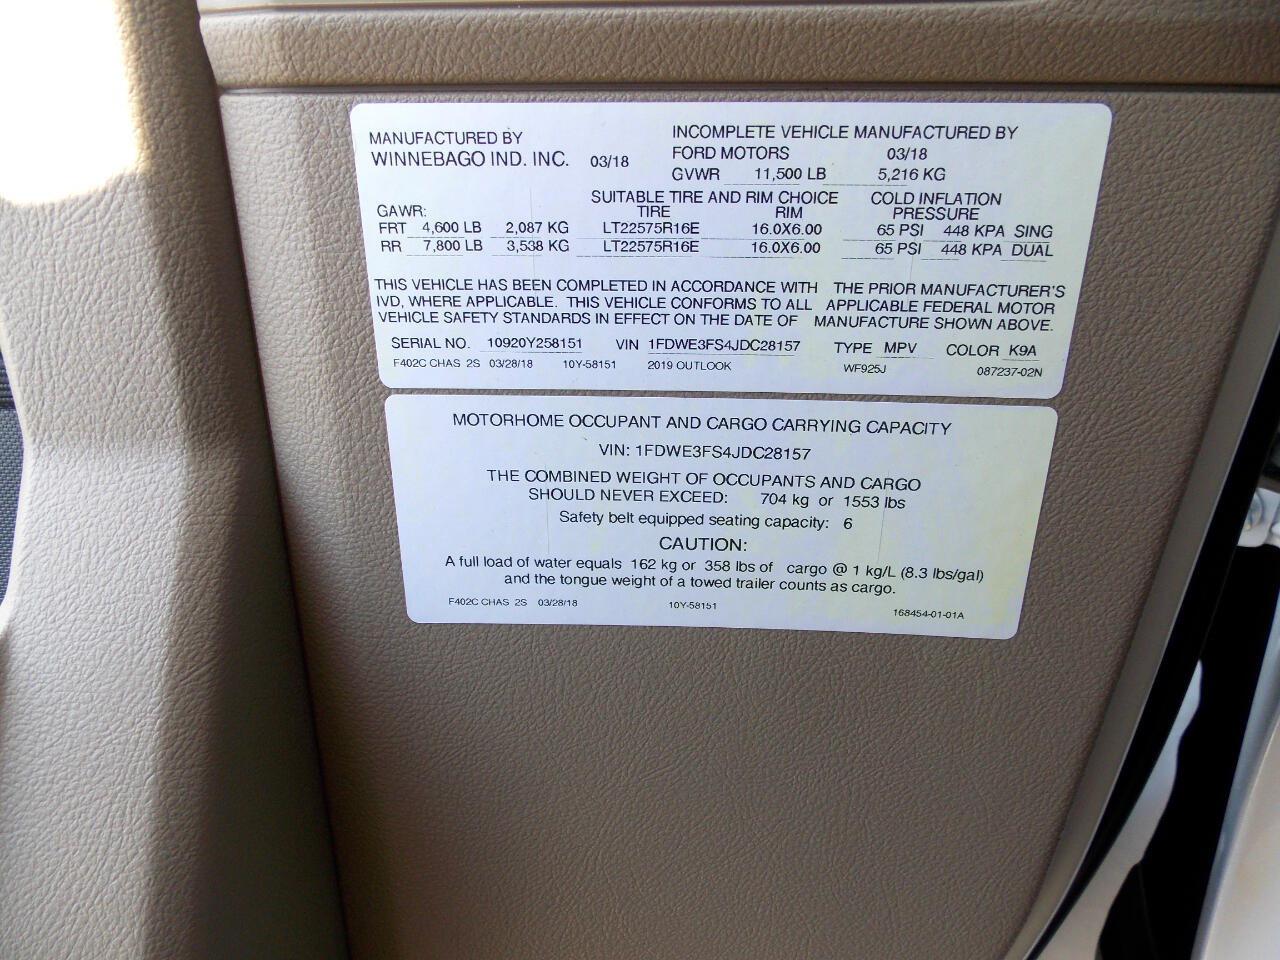 MANUFACTURED BY
WINNEBAGO IND. INC. 03/18
INCOMPLETE VEHICLE MANUFACTURED BY
FORD MOTORS 03/18
GVWR 11,500 LB 5,216 KG
SUITABLE TIRE AND RIM CHOICE COLD INFLATION
GAWR: TIRE RIM PRESSURE
FRT 4,600 LB 2,087 KG LT22575R16E 16.0X6.00 65 PSI 448 KPA SING
RR 7,800 LB 3,538 KG LT22575R16E 16.0X6.00 65 PSI 448 KPA DUAL
THIS VEHICLE HAS BEEN COMPLETED IN ACCORDANCE WITH THE PRIOR MANUFACTURER'S
IVD, WHERE APPLICABLE. THIS VEHICLE CONFORMS TO ALL APPLICABLE FEDERAL MOTOR
VEHICLE SAFETY STANDARDS IN EFFECT ON THE DATE OF MANUFACTURE SHOWN ABOVE.
SERIAL NO. 10920Y258151 VIN 1FDWE3FS4JDC28157 TYPE MPV COLOR K9A
F402C CHAS 2S 03/28/18 10Y-58151 2019 OUTLOOK WF925J 087237-02N
MOTORHOME OCCUPANT AND CARGO CARRYING CAPACITY
VIN: 1FDWE3FS4JDC28157
THE COMBINED WEIGHT OF OCCUPANTS AND CARGO
SHOULD NEVER EXCEED: 704 kg or 1553 lbs
Safety belt equipped seating capacity: 6
CAUTION:
A full load of water equals 162 kg or 358 lbs of cargo @ 1 kg/L (8.3 lbs/gal)
and the tongue weight of a towed trailer counts as cargo.
F402C CHAS 2S 03/28/18 10Y-58151 168454-01-01A